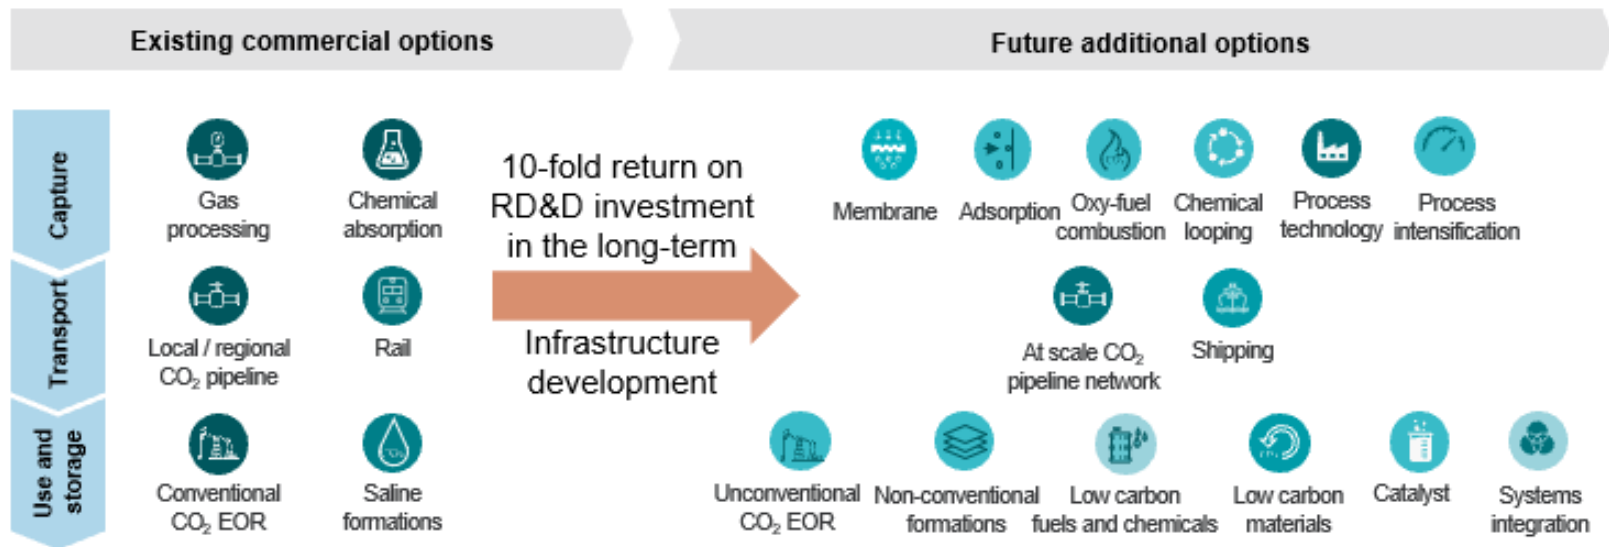 Existing commercial options
Future additional options
Capture
Gas
processing
Chemical
absorption
10-fold return on
RD&D investment
in the long-term
Membrane
Adsorption
Oxy-fuel
combustion
Chemical
looping
Process
technology
Process
intensification
Transport
Local / regional
CO₂ pipeline
Rail
Infrastructure
development
At scale CO₂
pipeline network
Shipping
Use and
storage
Conventional
CO₂ EOR
Saline
formations
Unconventional
CO₂ EOR
Non-conventional
formations
Low carbon
fuels and chemicals
Low carbon
materials
Catalyst
Systems
integration